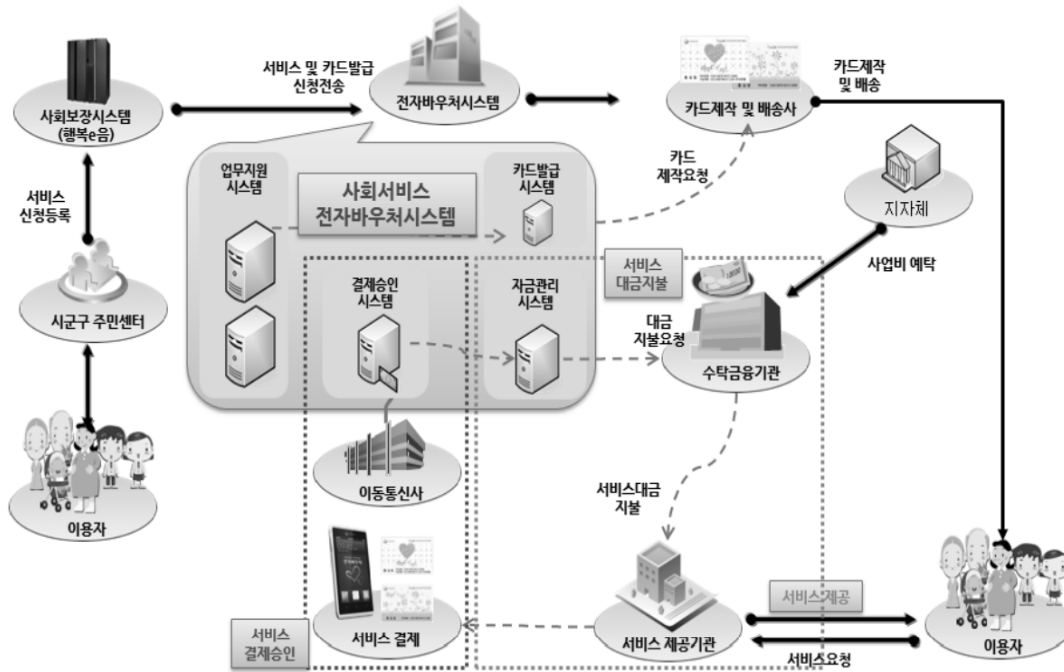 서비스 및 카드발급
신청전송
전자바우처시스템
카드제작 및 배송사
카드제작
및 배송
사회보장시스템
(행복e음)
서비스
신청등록
시군구 주민센터
이용자
업무지원
시스템
사회서비스
전자바우처시스템
카드발급
시스템
카드
제작요청
지자체
사업비 예탁
결제승인
시스템
자금관리
시스템
서비스
대금지불
대금
지불요청
수탁금융기관
이동통신사
서비스대금
지불
서비스 결제
서비스
결제승인
서비스 제공기관
서비스제공
서비스요청
이용자